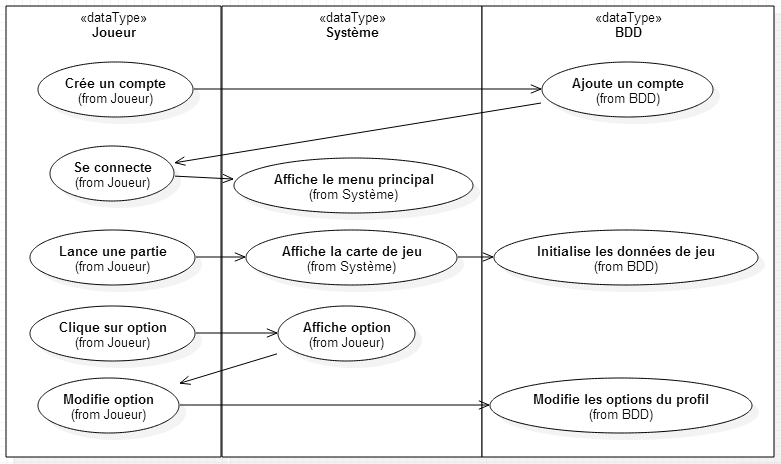 «dataType»
Joueur
«dataType»
Système
«dataType»
BDD
Crée un compte
(from Joueur)
Ajoute un compte
(from BDD)
Se connecte
(from Joueur)
Affiche le menu principal
(from Système)
Lance une partie
(from Joueur)
Affiche la carte de jeu
(from Système)
Initialise les données de jeu
(from BDD)
Clique sur option
(from Joueur)
Affiche option
(from Joueur)
Modifie option
(from Joueur)
Modifie les options du profil
(from BDD)